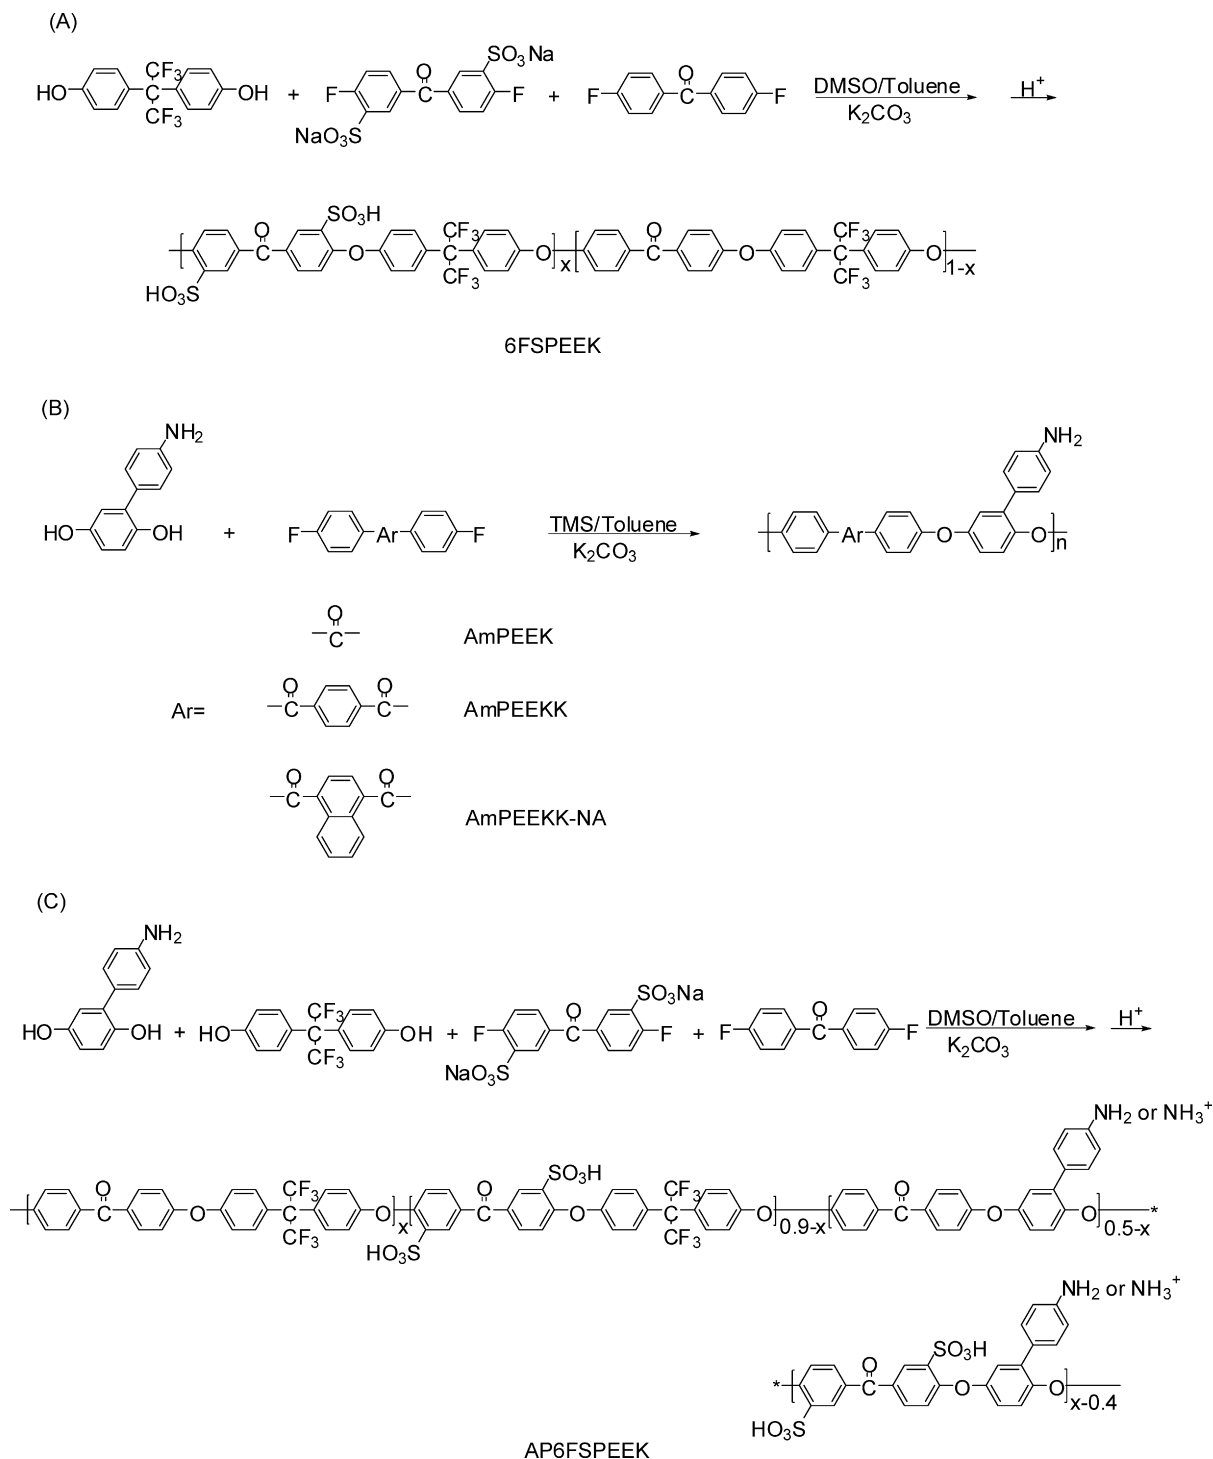 (A)
HO CF3 C CF3 OH + F SO3Na O C NaO3S F + F O C F DMSO/Toluene K2CO3 H+
O C SO3H HO3S O CF3 C CF3 O x O C O CF3 C CF3 O 1-x
6FSPEEK
(B)
NH2 NH2
HO OH + F Ar F TMS/Toluene K2CO3 Ar O O n
O C AmPEEK
Ar= O C O C AmPEEKK
O C O C AmPEEKK-NA
(C)
NH2
HO OH + HO CF3 C CF3 OH + F SO3Na O C NaO3S F + F O C F DMSO/Toluene K2CO3 H+
NH2 or NH3+
O C O CF3 C CF3 O x SO3H O C HO3S O CF3 C CF3 O 0.9-x O C O O 0.5-x *
NH2 or NH3+
* O C SO3H HO3S O O x-0.4
AP6FSPEEK